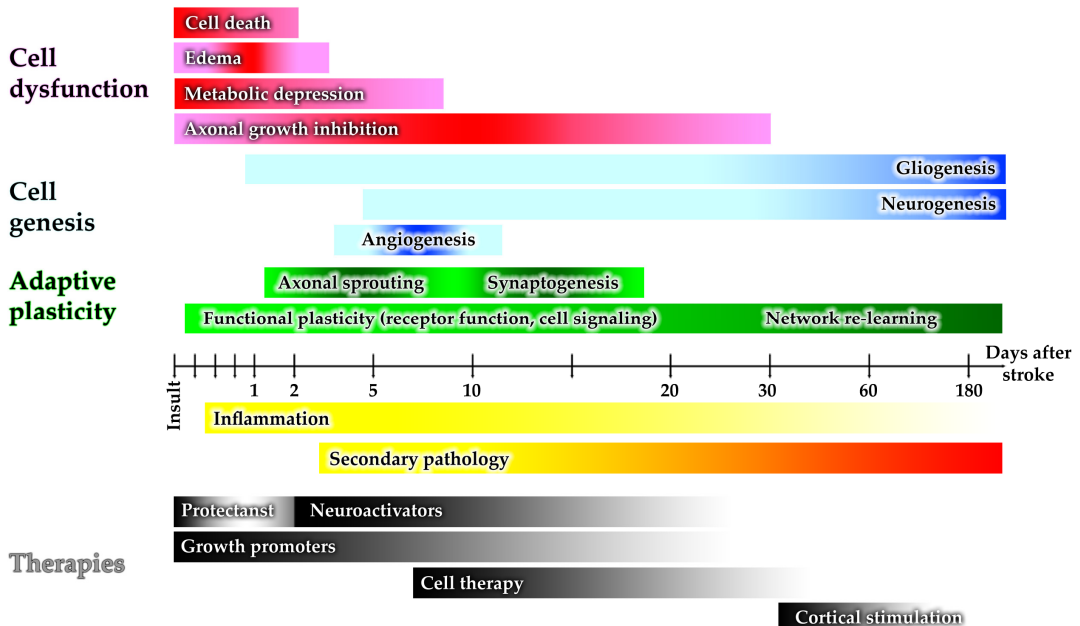 Cell death
Edema
Cell
dysfunction
Metabolic depression
Axonal growth inhibition
Gliogenesis
Cell
genesis
Neurogenesis
Angiogenesis
Adaptive
plasticity
Axonal sprouting Synaptogenesis
Functional plasticity (receptor function, cell signaling) Network re-learning
Days after
stroke
Insult 1 2 5 10 20 30 60 180
Inflammation
Secondary pathology
Protectanst Neuroactivators
Growth promoters
Therapies
Cell therapy
Cortical stimulation